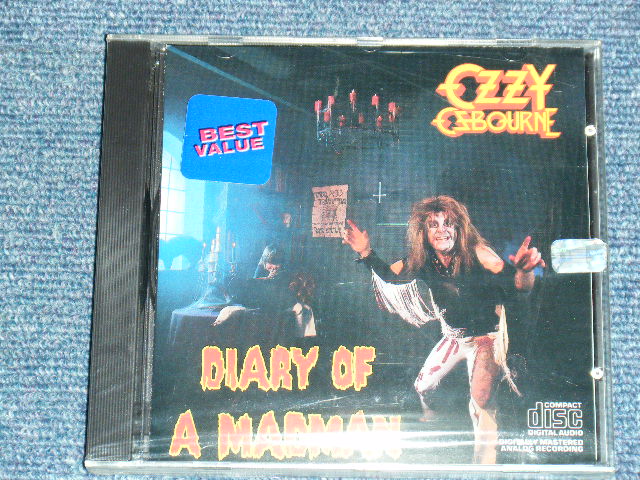 OZZY
OSBOURNE
BEST
VALUE
DIARY OF
A MADMAN
COMPACT
disc
DIGITAL AUDIO
DIGITALLY MASTERED
ANALOG RECORDING